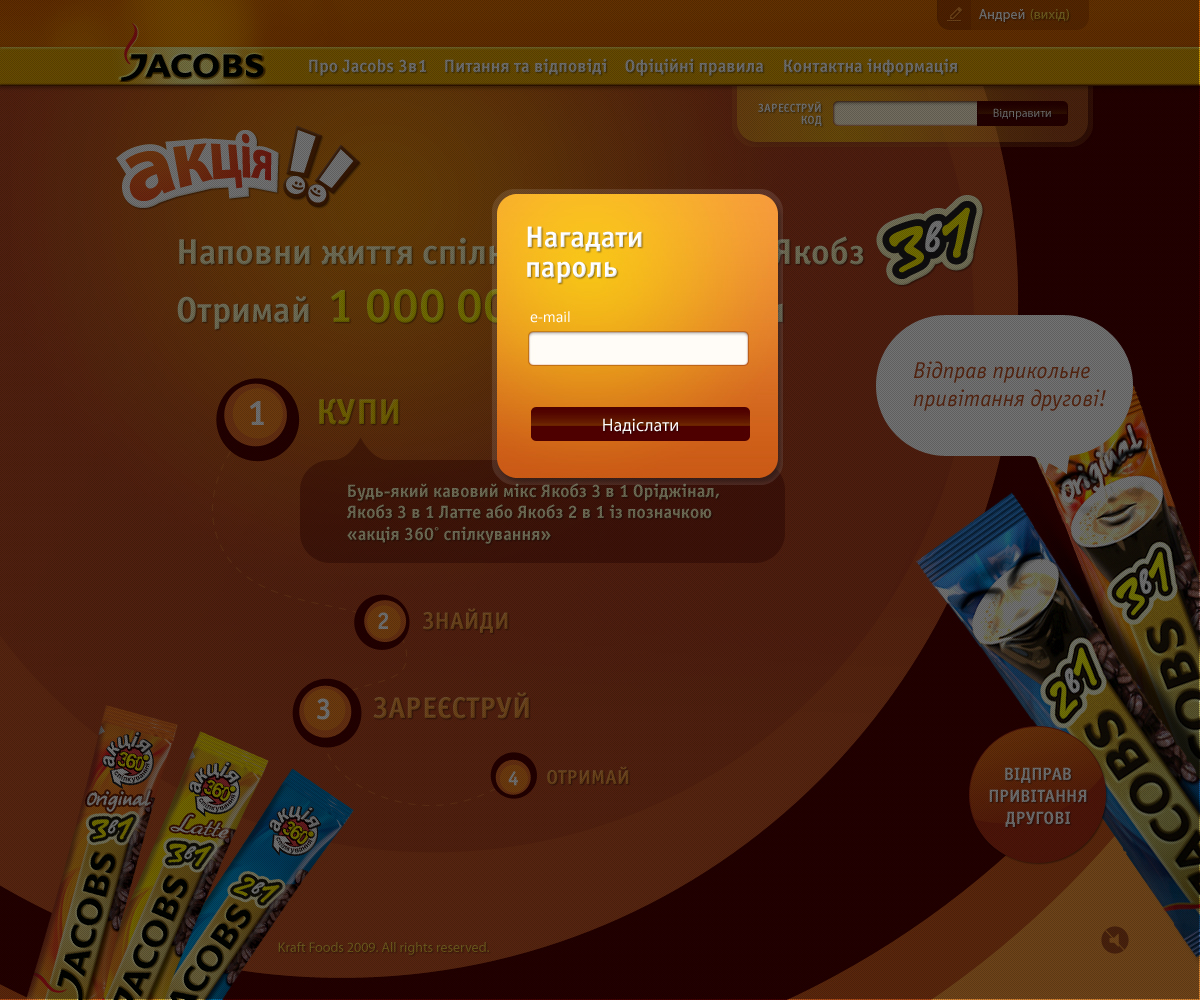 Андрей (вихід)
JACOBS
Про Jacobs 3в1 Питання та відповіді Офіційні правила Контактна інформація
ЗАРЕЄСТРУЙ
КОД
Відправити
акція!!
Нагадати
пароль
e-mail
Надіслати
Наповни життя Якобз 3в1
Отримай 1 000
Відправ прикольне
привітання другові!
1 КУПИ
Будь-який кавовий мікс Якобз 3 в 1 Оріджінал,
Якобз 3 в 1 Латте або Якобз 2 в 1 із позначкою
«акція 360° спілкування»
2 ЗНАЙДИ
3 ЗАРЕЄСТРУЙ
4 ОТРИМАЙ
Original
3в1
JACOBS
2в1
JACOBS
ВІДПРАВ
ПРИВІТАННЯ
ДРУГОВІ
акція
360°
спілкування
Original
3в1
JACOBS
акція
360°
спілкування
Latte
3в1
JACOBS
акція
360°
спілкування
2в1
JACOBS
Kraft Foods 2009. All rights reserved.